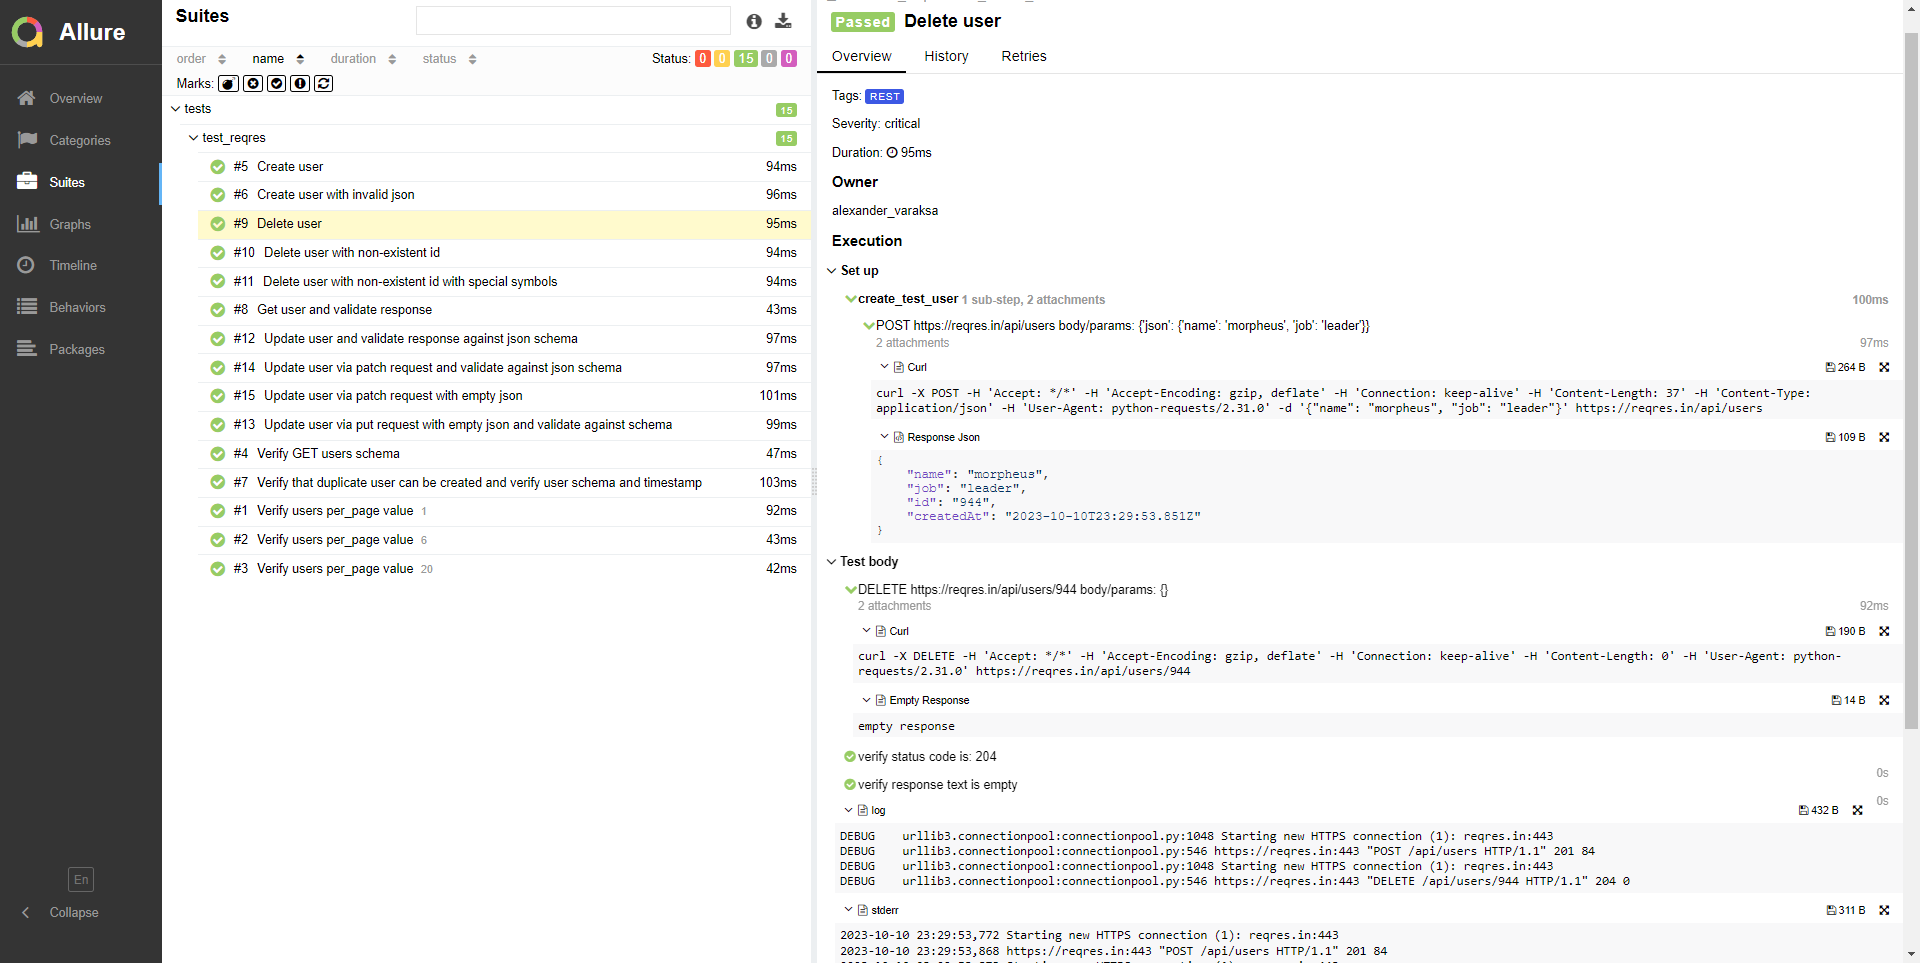 Allure
Overview
Categories
Suites
Graphs
Timeline
Behaviors
Packages
En
Collapse
Suites
order name duration status Status: 0 0 15 0 0
Marks:
tests 15
test_reqres 15
#5 Create user 94ms
#6 Create user with invalid json 96ms
#9 Delete user 95ms
#10 Delete user with non-existent id 94ms
#11 Delete user with non-existent id with special symbols 94ms
#8 Get user and validate response 43ms
#12 Update user and validate response against json schema 97ms
#14 Update user via patch request and validate against json schema 97ms
#15 Update user via patch request with empty json 101ms
#13 Update user via put request with empty json and validate against schema 99ms
#4 Verify GET users schema 47ms
#7 Verify that duplicate user can be created and verify user schema and timestamp 103ms
#1 Verify users per_page value 1 92ms
#2 Verify users per_page value 6 43ms
#3 Verify users per_page value 20 42ms
Passed Delete user
Overview History Retries
Tags: REST
Severity: critical
Duration: 95ms
Owner
alexander_varaksa
Execution
Set up
create_test_user 1 sub-step, 2 attachments 100ms
POST https://reqres.in/api/users body/params: {'json': {'name': 'morpheus', 'job': 'leader'}}
2 attachments 97ms
Curl 264 B
curl -X POST -H 'Accept: */*' -H 'Accept-Encoding: gzip, deflate' -H 'Connection: keep-alive' -H 'Content-Length: 37' -H 'Content-Type:
application/json' -H 'User-Agent: python-requests/2.31.0' -d '{"name": "morpheus", "job": "leader"}' https://reqres.in/api/users
Response Json 109 B
{
"name": "morpheus",
"job": "leader",
"id": "944",
"createdAt": "2023-10-10T23:29:53.851Z"
}
Test body
DELETE https://reqres.in/api/users/944 body/params: {}
2 attachments 92ms
Curl 190 B
curl -X DELETE -H 'Accept: */*' -H 'Accept-Encoding: gzip, deflate' -H 'Connection: keep-alive' -H 'Content-Length: 0' -H 'User-Agent: python-
requests/2.31.0' https://reqres.in/api/users/944
Empty Response 14 B
empty response
verify status code is: 204
0s
verify response text is empty
0s
log 432 B
DEBUG urllib3.connectionpool:connectionpool.py:1048 Starting new HTTPS connection (1): reqres.in:443
DEBUG urllib3.connectionpool:connectionpool.py:546 https://reqres.in:443 "POST /api/users HTTP/1.1" 201 84
DEBUG urllib3.connectionpool:connectionpool.py:1048 Starting new HTTPS connection (1): reqres.in:443
DEBUG urllib3.connectionpool:connectionpool.py:546 https://reqres.in:443 "DELETE /api/users/944 HTTP/1.1" 204 0
stderr 311 B
2023-10-10 23:29:53,772 Starting new HTTPS connection (1): reqres.in:443
2023-10-10 23:29:53,868 https://reqres.in:443 "POST /api/users HTTP/1.1" 201 84